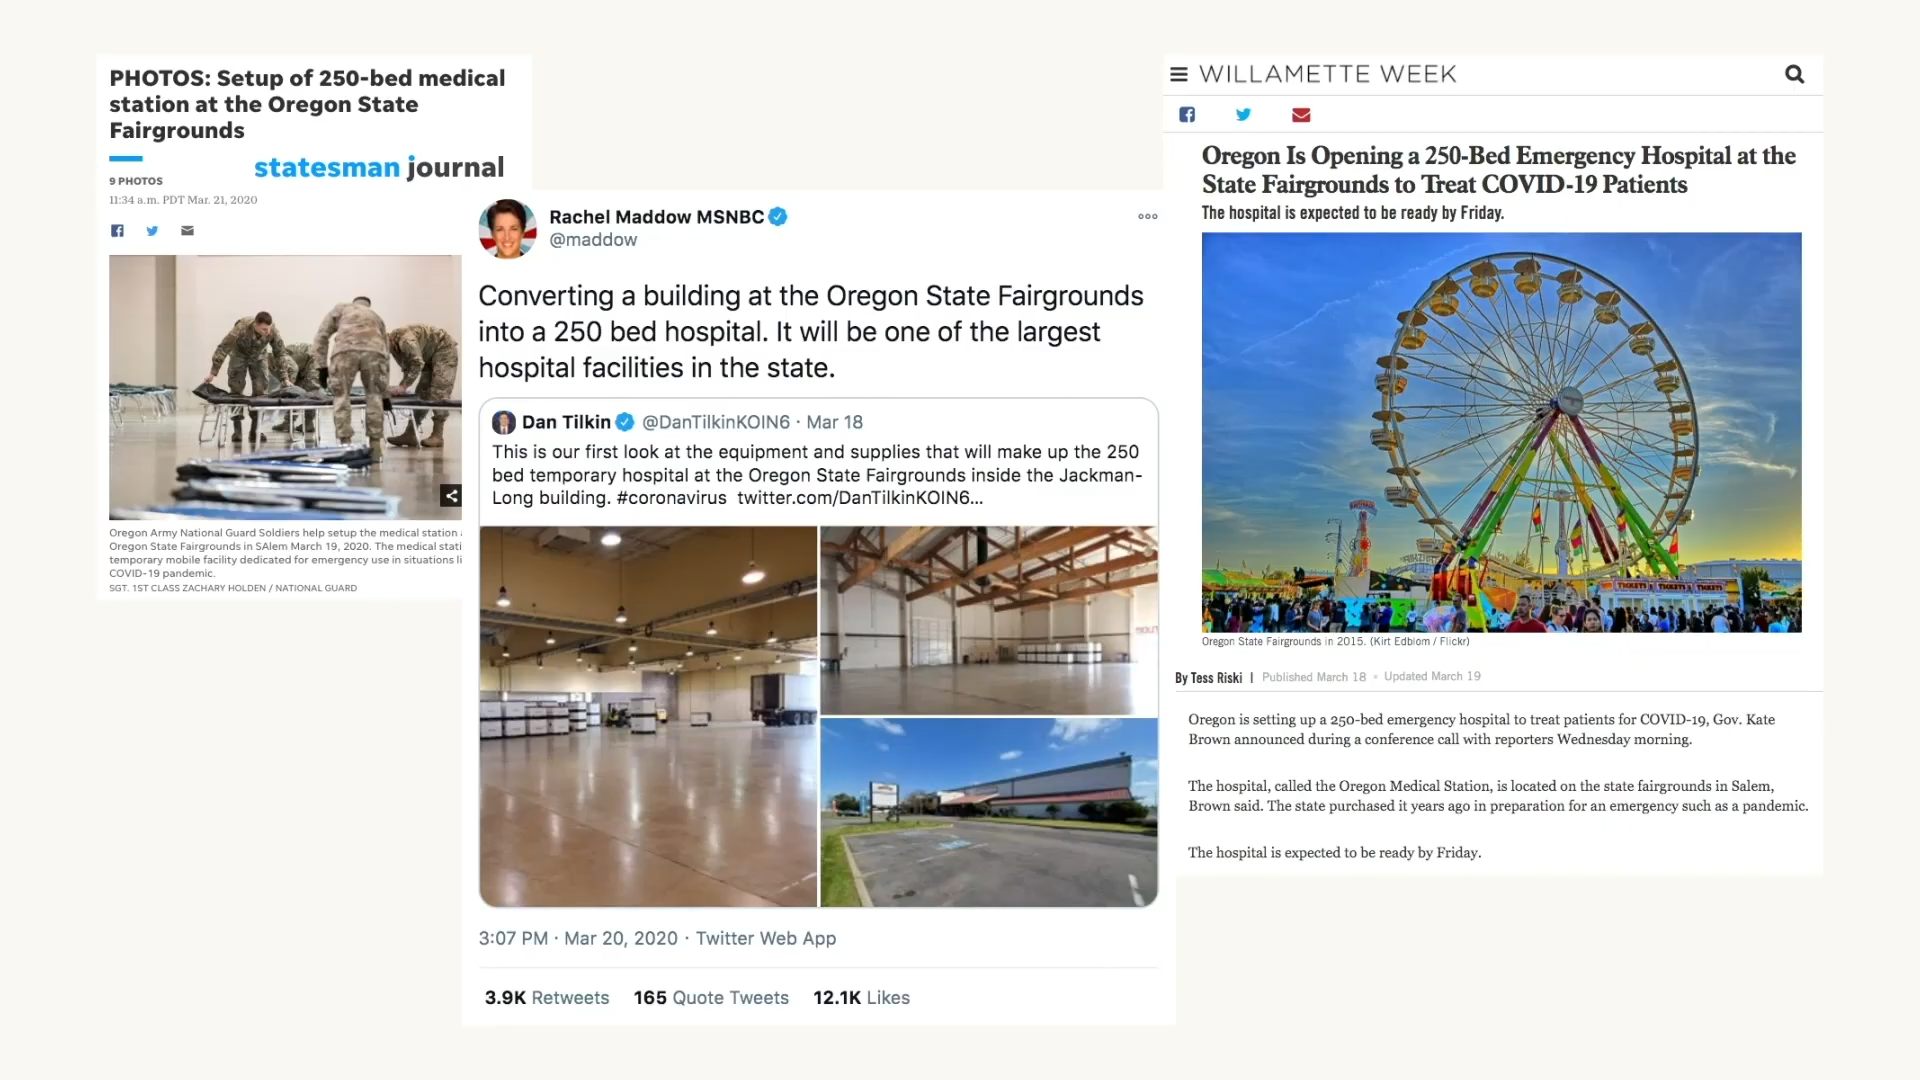 PHOTOS: Setup of 250-bed medical
station at the Oregon State
Fairgrounds
statesman journal
9 PHOTOS
11:34 a.m. PDT Mar. 21, 2020
Oregon Army National Guard Soldiers help setup the medical station
Oregon State Fairgrounds in SAlem March 19, 2020. The medical stati
temporary mobile facility dedicated for emergency use in situations li
COVID-19 pandemic.
SGT. 1ST CLASS ZACHARY HOLDEN / NATIONAL GUARD
Rachel Maddow MSNBC
@maddow
Converting a building at the Oregon State Fairgrounds
into a 250 bed hospital. It will be one of the largest
hospital facilities in the state.
Dan Tilkin @DanTilkinKOIN6 · Mar 18
This is our first look at the equipment and supplies that will make up the 250
bed temporary hospital at the Oregon State Fairgrounds inside the Jackman-
Long building. #coronavirus twitter.com/DanTilkinKOIN6...
3:07 PM · Mar 20, 2020 · Twitter Web App
3.9K Retweets 165 Quote Tweets 12.1K Likes
WILLAMETTE WEEK
Oregon Is Opening a 250-Bed Emergency Hospital at the
State Fairgrounds to Treat COVID-19 Patients
The hospital is expected to be ready by Friday.
TICKETS TICKETS TICKETS
Oregon State Fairgrounds in 2015. (Kirt Edblom / Flickr)
By Tess Riski | Published March 18 • Updated March 19
Oregon is setting up a 250-bed emergency hospital to treat patients for COVID-19, Gov. Kate
Brown announced during a conference call with reporters Wednesday morning.
The hospital, called the Oregon Medical Station, is located on the state fairgrounds in Salem,
Brown said. The state purchased it years ago in preparation for an emergency such as a pandemic.
The hospital is expected to be ready by Friday.